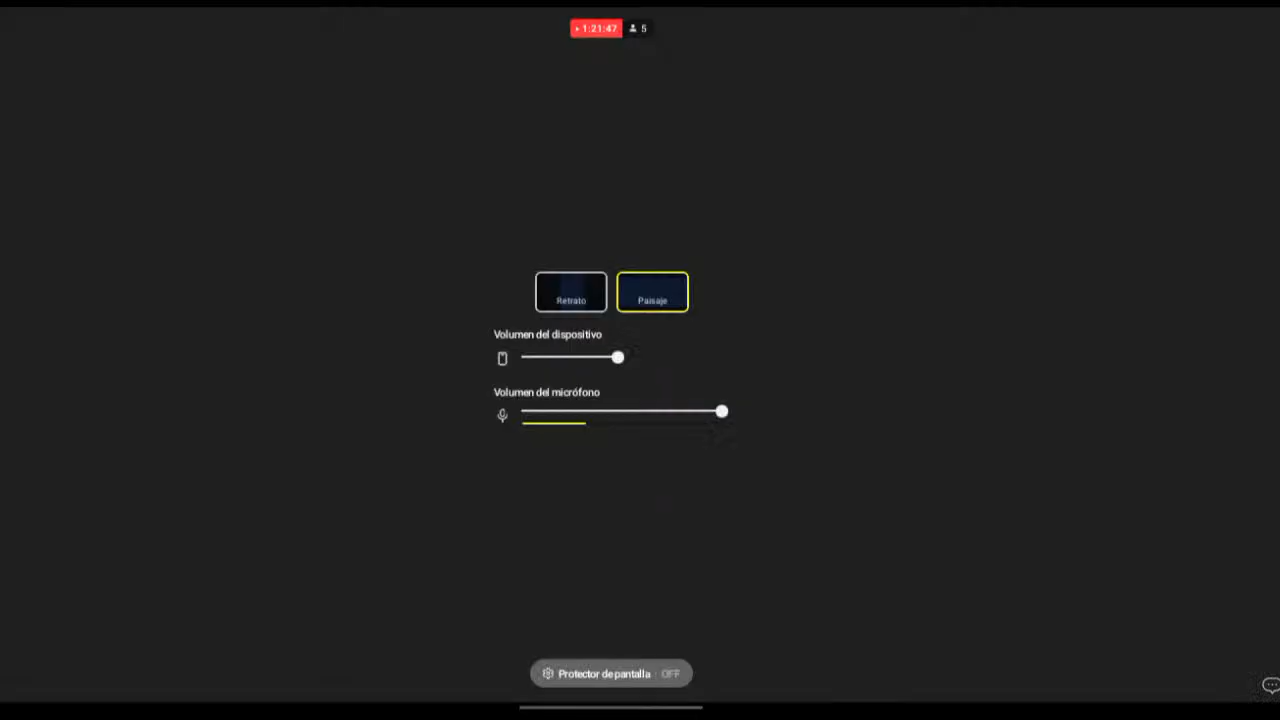 1:21:47 5
Retrato Paisaje
Volumen del dispositivo
Volumen del micrófono
Protector de pantalla OFF